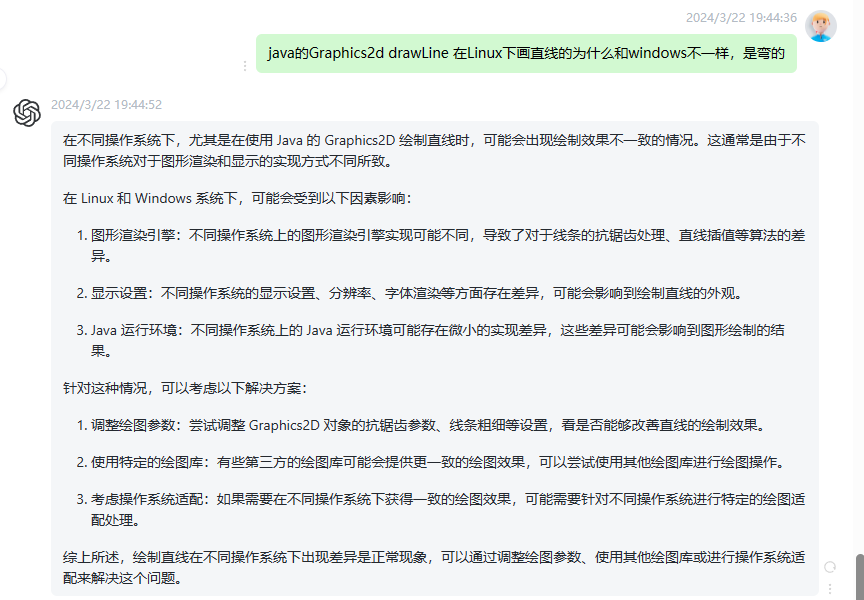 2024/3/22 19:44:36
java的Graphics2d drawLine 在Linux下画直线的为什么和windows不一样，是弯的
2024/3/22 19:44:52
在不同操作系统下，尤其是在使用 Java 的 Graphics2D 绘制直线时，可能会出现绘制效果不一致的情况。这通常是由于不
同操作系统对于图形渲染和显示的实现方式不同所致。
在 Linux 和 Windows 系统下，可能会受到以下因素影响：
1. 图形渲染引擎：不同操作系统上的图形渲染引擎实现可能不同，导致了对于线条的抗锯齿处理、直线插值等算法的差
异。
2. 显示设置：不同操作系统的显示设置、分辨率、字体渲染等方面存在差异，可能会影响到绘制直线的外观。
3. Java 运行环境：不同操作系统上的 Java 运行环境可能存在微小的实现差异，这些差异可能会影响到图形绘制的结
果。
针对这种情况，可以考虑以下解决方案：
1. 调整绘图参数：尝试调整 Graphics2D 对象的抗锯齿参数、线条粗细等设置，看是否能够改善直线的绘制效果。
2. 使用特定的绘图库：有些第三方的绘图库可能会提供更一致的绘图效果，可以尝试使用其他绘图库进行绘图操作。
3. 考虑操作系统适配：如果需要在不同操作系统下获得一致的绘图效果，可能需要针对不同操作系统进行特定的绘图适
配处理。
综上所述，绘制直线在不同操作系统下出现差异是正常现象，可以通过调整绘图参数、使用其他绘图库或进行操作系统适
配来解决这个问题。